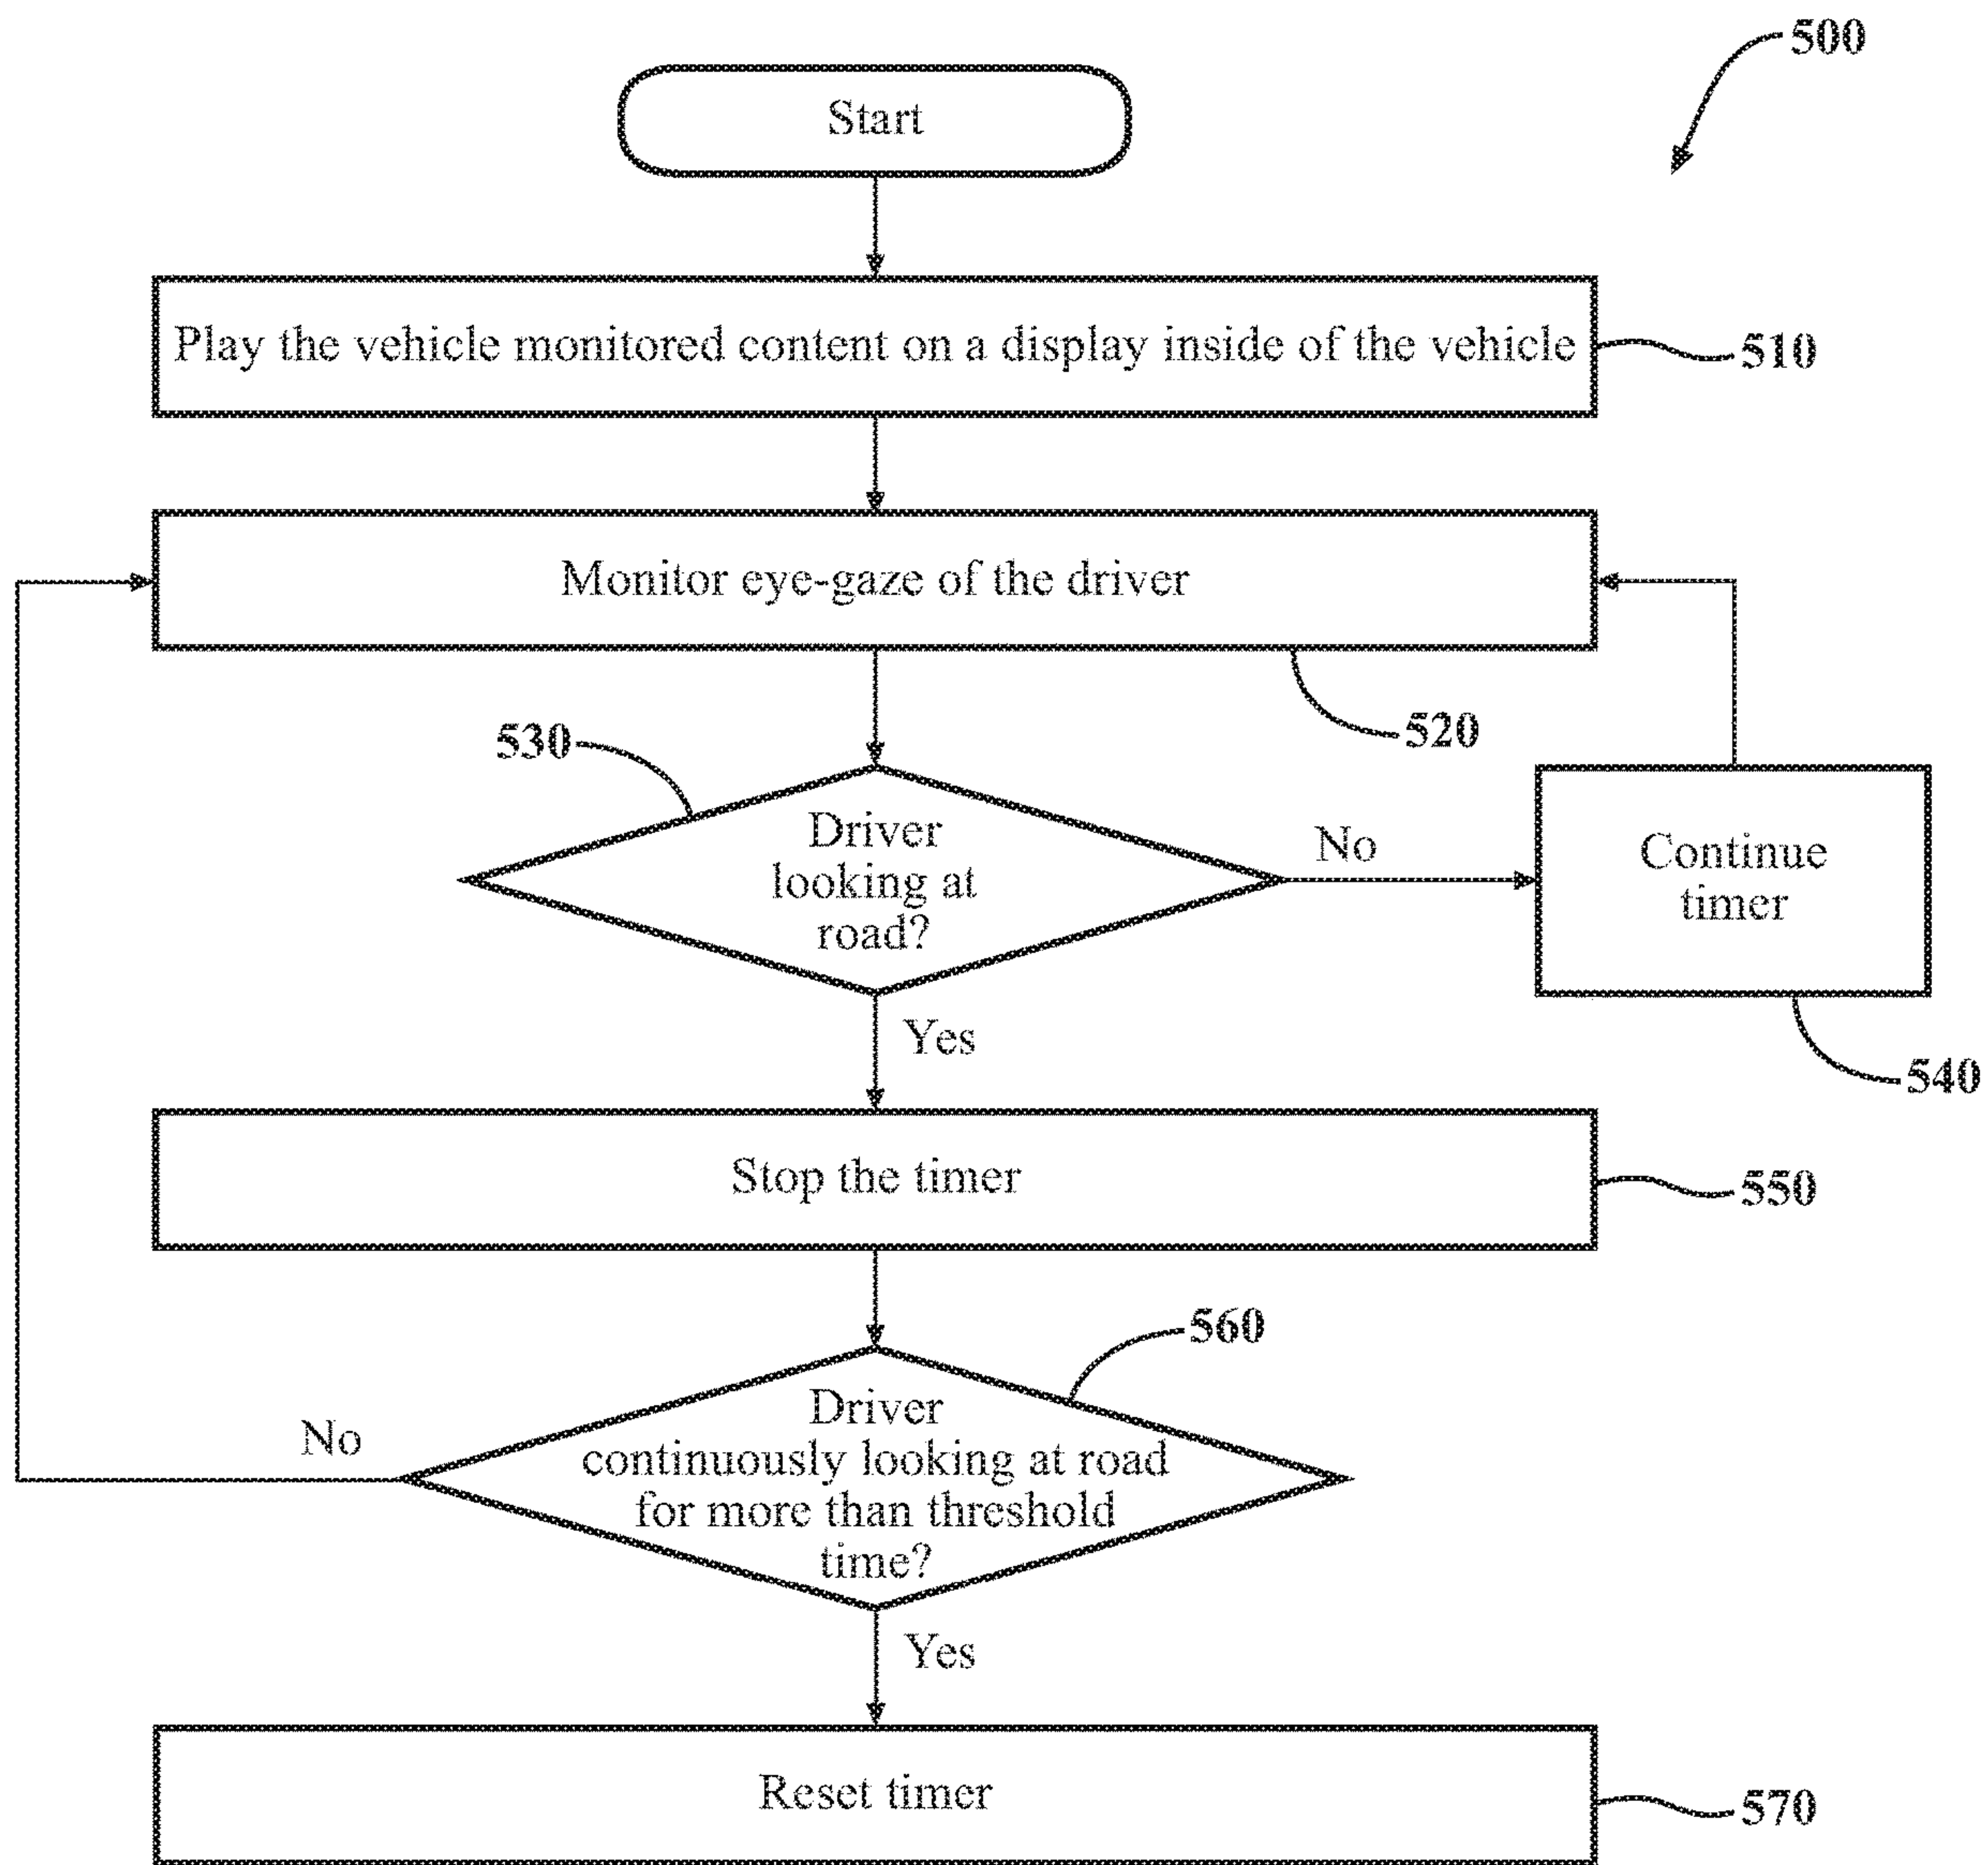 500
Start
Play the vehicle monitored content on a display inside of the vehicle
510
Monitor eye-gaze of the driver
520
530
Driver
looking at
road?
No
Continue
timer
540
Yes
Stop the timer
550
560
Driver
continuously looking at road
for more than threshold
time?
No
Yes
Reset timer
570